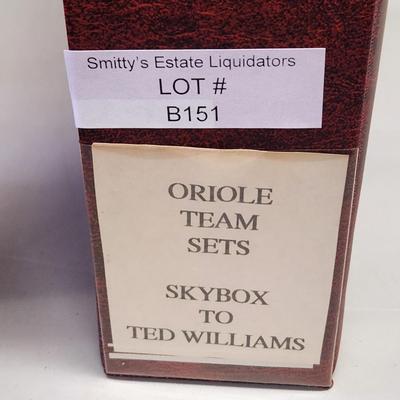 Smitty's Estate Liquidators
LOT #
B151
ORIOLE
TEAM
SETS
SKYBOX
TO
TED WILLIAMS